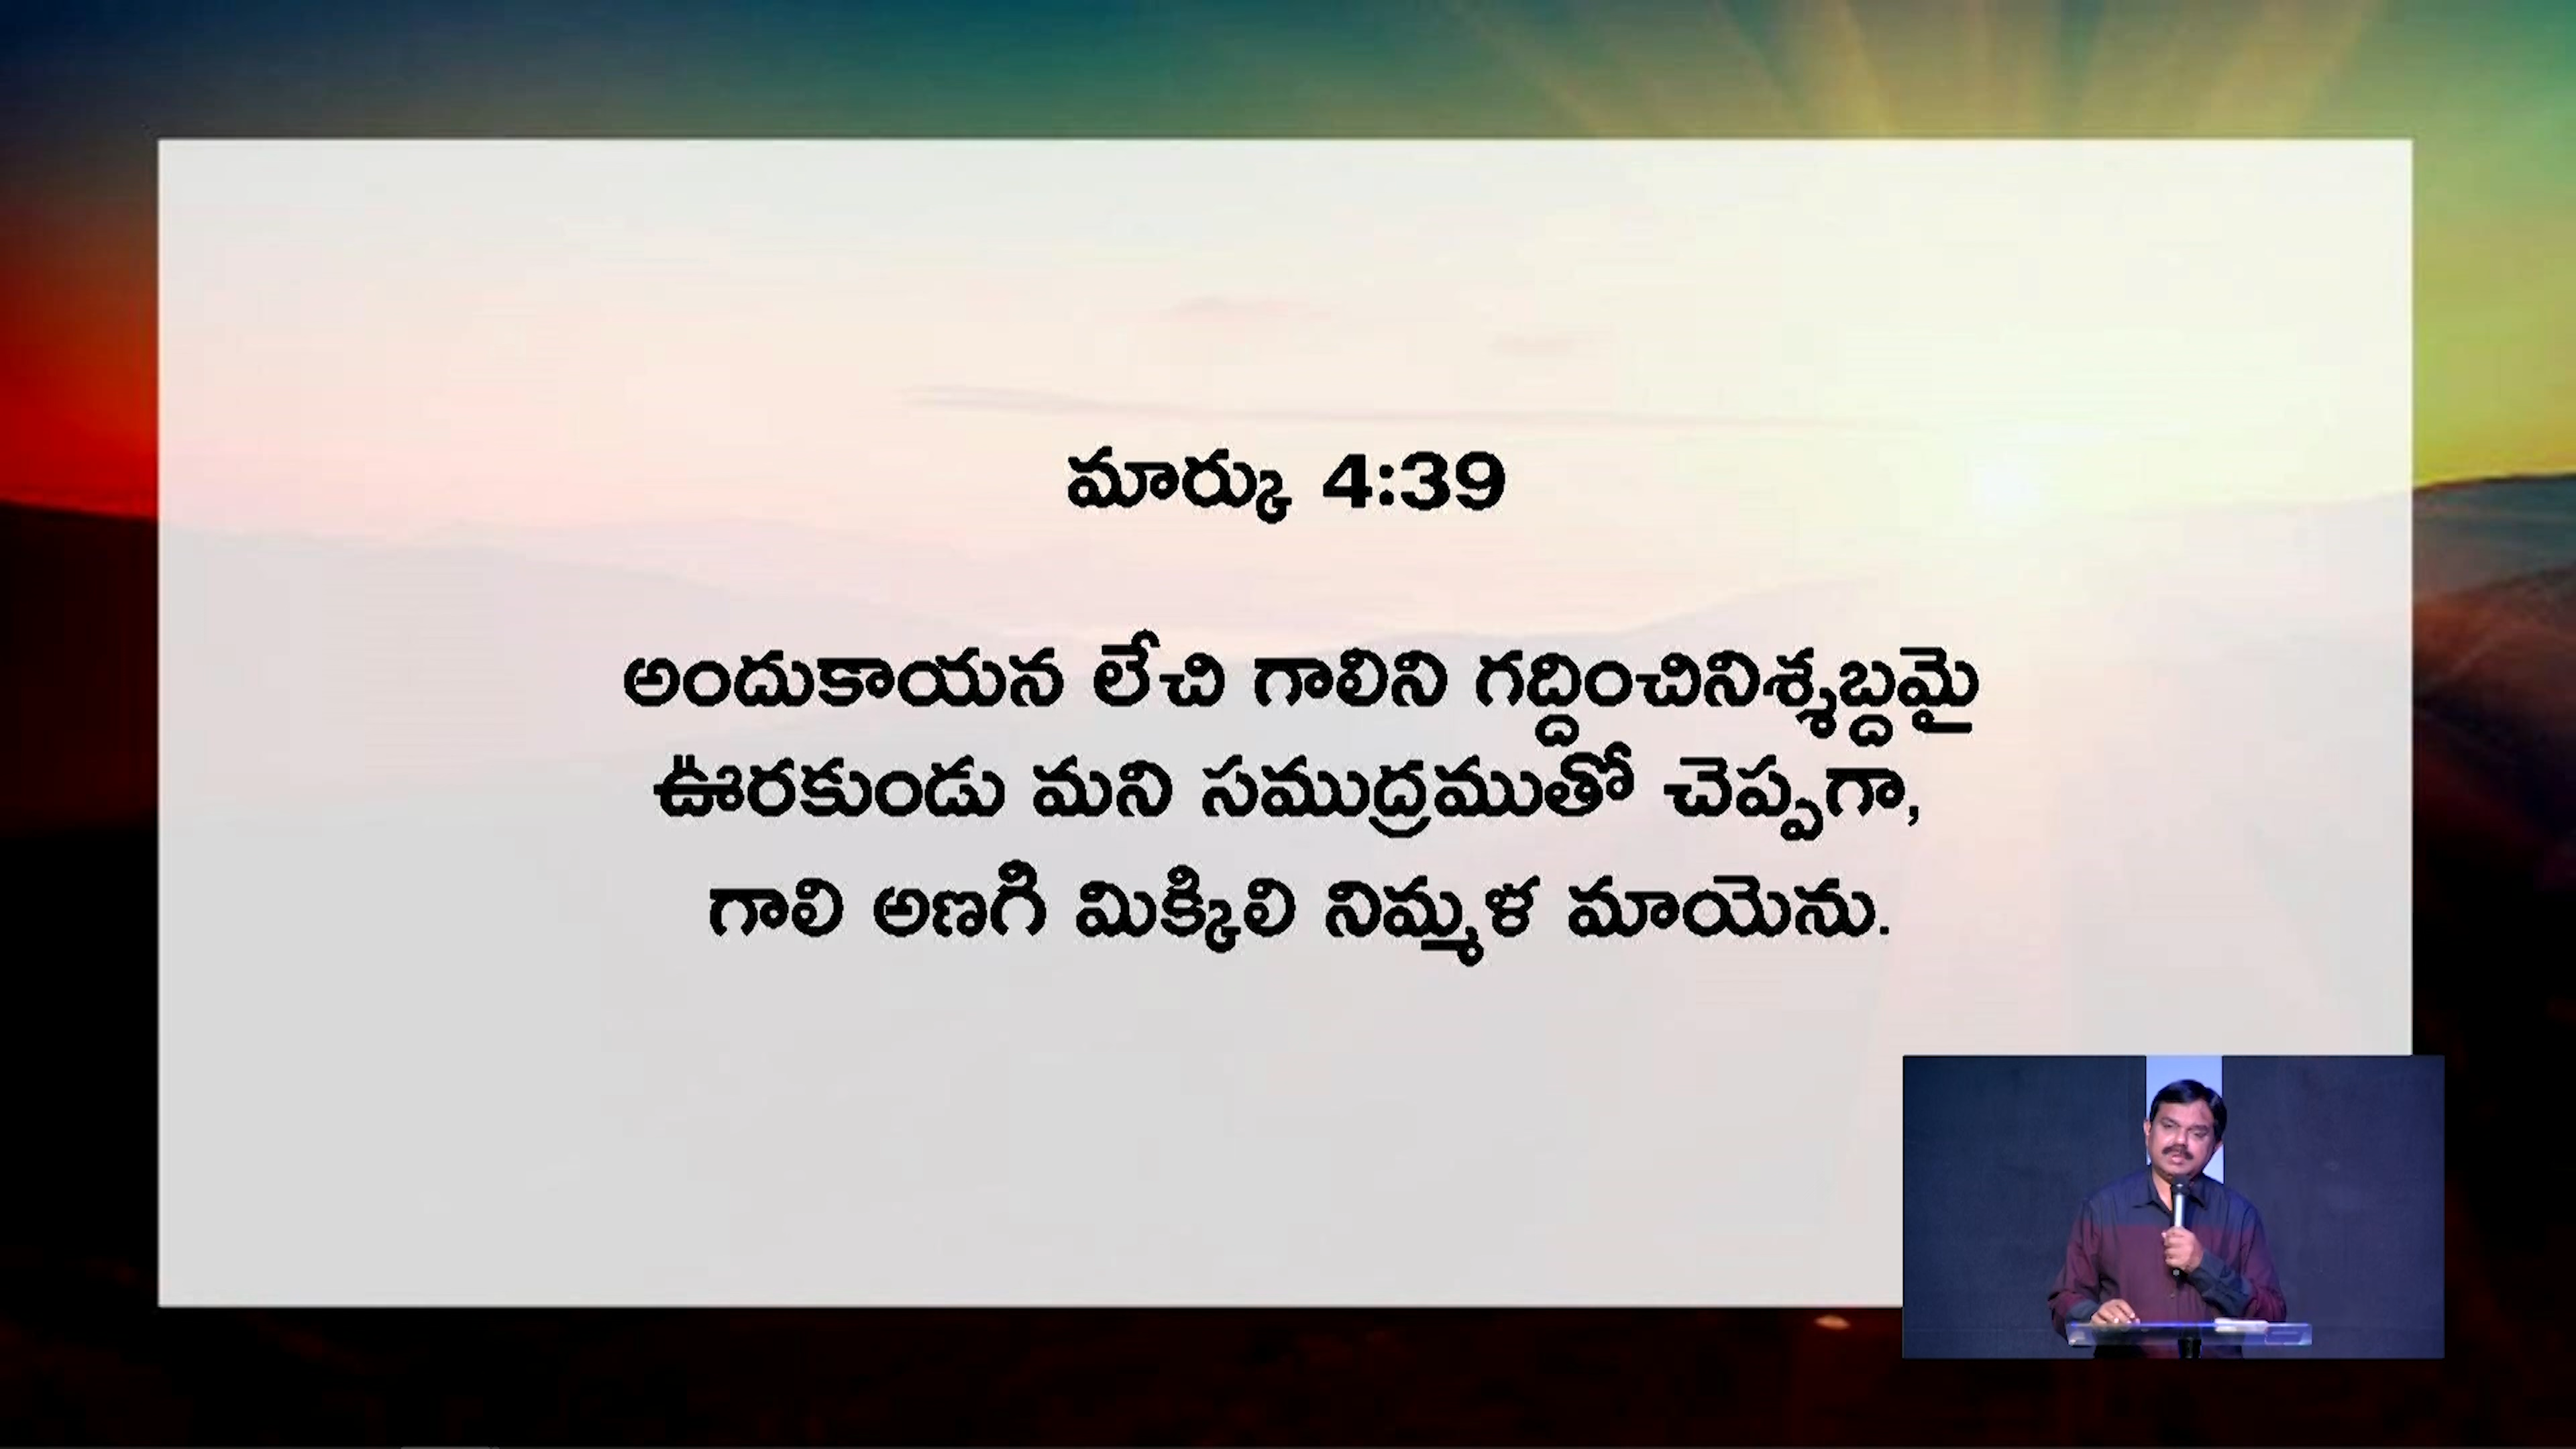 మార్కు 4:39
అందుకాయన లేచి గాలిని గద్దించినిశ్శబ్దమై
ఊరకుండు మని సముద్రముతో చెప్పగా,
గాలి అణగి మిక్కిలి నిమ్మళ మాయెను.